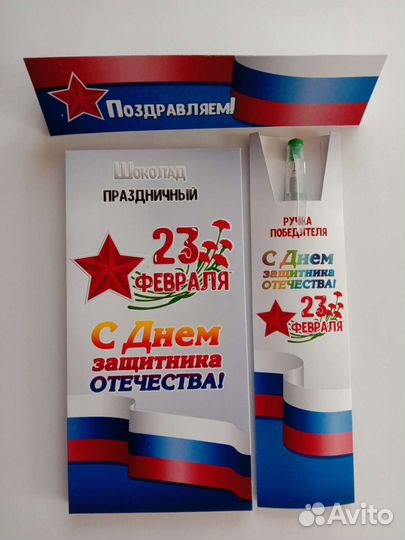 ПОЗДРАВЛЯЕМ!
ШОКОЛАД
ПРАЗДНИЧНЫЙ
23
ФЕВРАЛЯ
С Днем
защитника
ОТЕЧЕСТВА!
РУЧКА
ПОБЕДИТЕЛЯ
С Днем
защитника
ОТЕЧЕСТВА!
23
ФЕВРАЛЯ
Avito